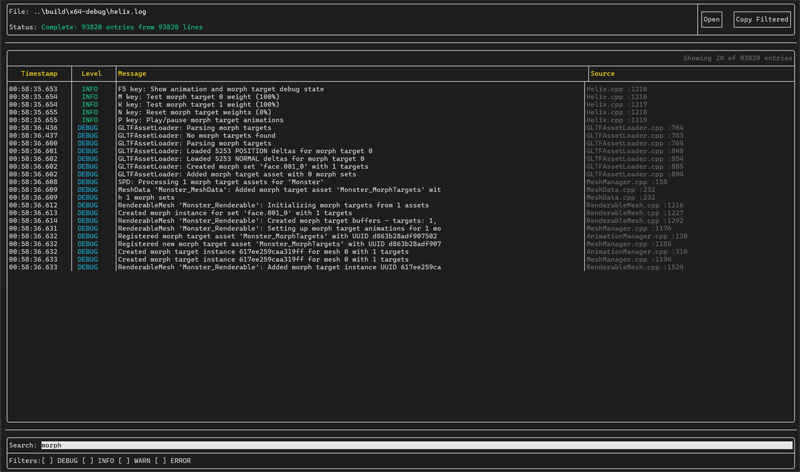 File: ..\build\x64-debug\helix.log
Open
Copy Filtered
Status: Complete: 93820 entries from 93820 lines
Showing 24 of 93820 entries
Timestamp Level Message Source
00:58:35.653 INFO F5 key: Show animation and morph target debug state Helix.cpp :1210
00:58:35.654 INFO M key: Test morph target 0 weight (100%) Helix.cpp :1216
00:58:35.654 INFO K key: Test morph target 1 weight (100%) Helix.cpp :1217
00:58:35.655 INFO N key: Reset morph target weights (0%) Helix.cpp :1218
00:58:35.655 INFO P key: Play/pause morph target animations Helix.cpp :1219
00:58:36.436 DEBUG GLTFAssetLoader: Parsing morph targets GLTFAssetLoader.cpp :764
00:58:36.437 DEBUG GLTFAssetLoader: No morph targets found GLTFAssetLoader.cpp :783
00:58:36.600 DEBUG GLTFAssetLoader: Parsing morph targets GLTFAssetLoader.cpp :764
00:58:36.601 DEBUG GLTFAssetLoader: Loaded 5253 POSITION deltas for morph target 0 GLTFAssetLoader.cpp :840
00:58:36.602 DEBUG GLTFAssetLoader: Loaded 5253 NORMAL deltas for morph target 0 GLTFAssetLoader.cpp :854
00:58:36.602 DEBUG GLTFAssetLoader: Created morph set 'face.001_0' with 1 targets GLTFAssetLoader.cpp :885
00:58:36.602 DEBUG GLTFAssetLoader: Added morph target asset with 0 morph sets GLTFAssetLoader.cpp :894
00:58:36.608 DEBUG SPD: Processing 1 morph target assets for 'Monster' MeshManager.cpp :158
00:58:36.609 DEBUG MeshData 'Monster_MeshData': Added morph target asset 'Monster_MorphTargets' wit MeshData.cpp :232
00:58:36.609 DEBUG h 1 morph sets MeshData.cpp :232
00:58:36.612 DEBUG RenderableMesh 'Monster_Renderable': Initializing morph targets from 1 assets RenderableMesh.cpp :1216
00:58:36.613 DEBUG Created morph instance for set 'face.001_0' with 1 targets RenderableMesh.cpp :1227
00:58:36.614 DEBUG RenderableMesh 'Monster_Renderable': Created morph target buffers - targets: 1, RenderableMesh.cpp :1292
00:58:36.631 DEBUG RenderableMesh 'Monster_Renderable': Setting up morph target animations for 1 mo MeshManager.cpp :1176
00:58:36.632 DEBUG Registered morph target asset 'Monster_MorphTargets' with UUID d863b28adf907502 AnimationManager.cpp :120
00:58:36.632 DEBUG Registered new morph target asset 'Monster_MorphTargets' with UUID d863b28adf907 MeshManager.cpp :1185
00:58:36.632 DEBUG Created morph target instance 617ee259caa319ff for mesh 0 with 1 targets AnimationManager.cpp :310
00:58:36.633 DEBUG Created morph target instance 617ee259caa319ff for mesh 0 with 1 targets MeshManager.cpp :1194
00:58:36.633 DEBUG RenderableMesh 'Monster_Renderable': Added morph target instance UUID 617ee259ca RenderableMesh.cpp :1524
Search: morph
Filters:[ ] DEBUG [ ] INFO [ ] WARN [ ] ERROR